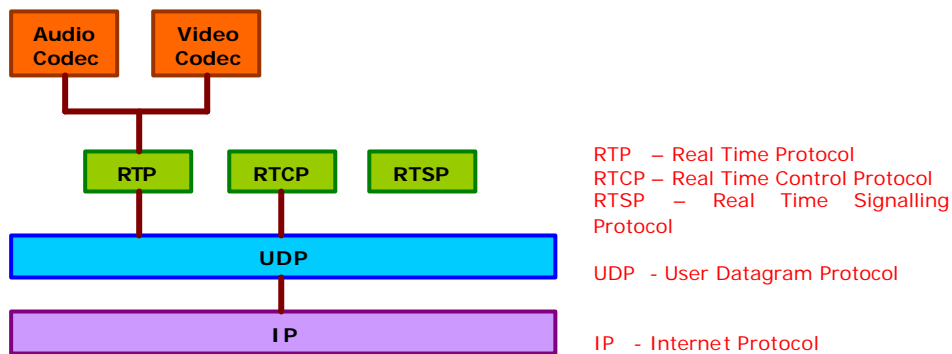 Audio Codec
Video Codec
RTP
RTCP
RTSP
UDP
IP
RTP – Real Time Protocol
RTCP – Real Time Control Protocol
RTSP – Real Time Signalling
Protocol
UDP - User Datagram Protocol
IP - Internet Protocol